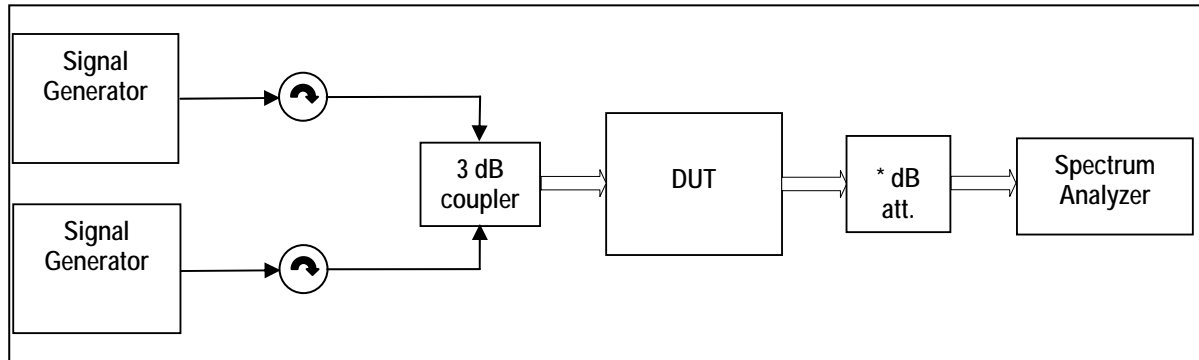 Signal
Generator
3 dB
coupler
DUT
* dB
att.
Spectrum
Analyzer
Signal
Generator